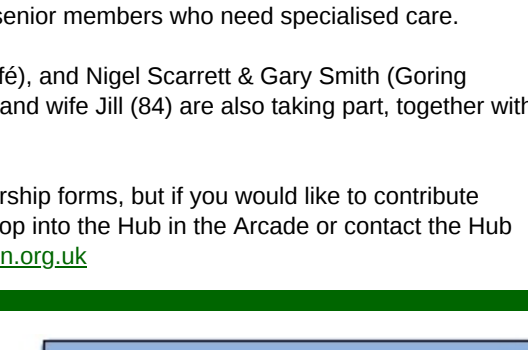 senior members who need specialised care.
fé), and Nigel Scarrett & Gary Smith (Goring
and wife Jill (84) are also taking part, together with
rship forms, but if you would like to contribute
op into the Hub in the Arcade or contact the Hub
n.org.uk